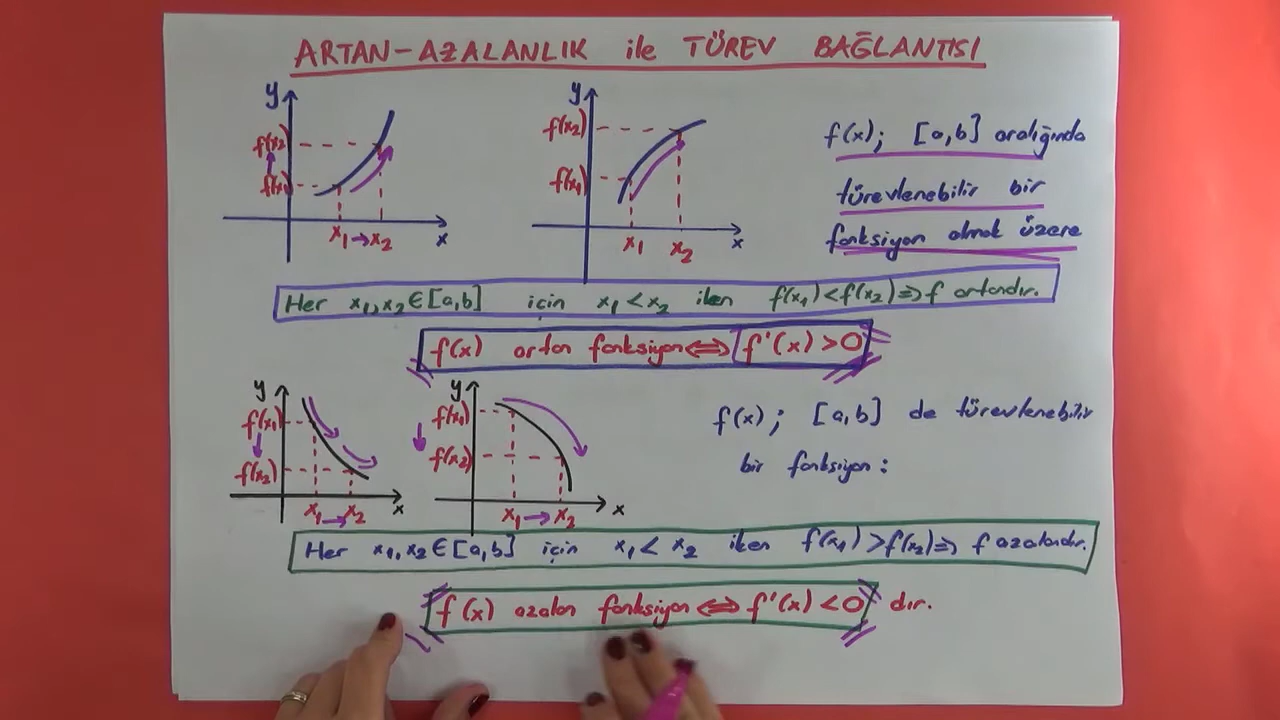 ARTAN-AZALANLIK ile TÜREV BAĞLANTISI
y
f(x2)
f(x1)
x1→x2
x
y
f(x2)
f(x1)
x1
x2
x
f(x); [a,b] aralığında
türevlenebilir bir
fonksiyon olmak üzere
Her x1,x2∈[a,b] için x1<x2 iken f(x1)<f(x2)⇒f artandır.
f(x) artan fonksiyon⇔f'(x)>0
y
f(x1)
f(x2)
x1→x2
x
y
f(x1)
f(x2)
x1→x2
x
f(x); [a,b] de türevlenebilir
bir fonksiyon:
Her x1,x2∈[a,b] için x1<x2 iken f(x1)>f(x2)⇒f azalandır.
f(x) azalan fonksiyon⇔f'(x)<0 dır.